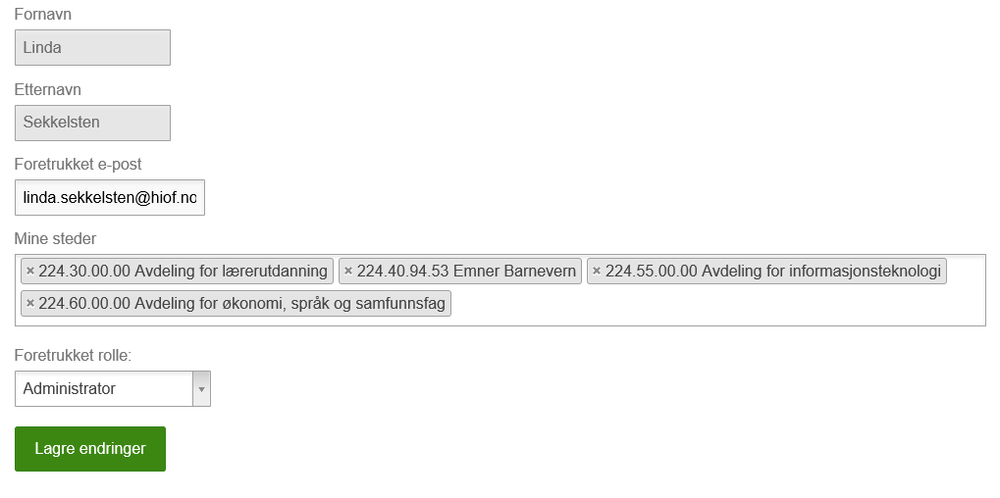 Fornavn
Linda
Etternavn
Sekkelsten
Foretrukket e-post
linda.sekkelsten@hiof.no
Mine steder
× 224.30.00.00 Avdeling for lærerutdanning × 224.40.94.53 Emner Barnevern × 224.55.00.00 Avdeling for informasjonsteknologi
× 224.60.00.00 Avdeling for økonomi, språk og samfunnsfag
Foretrukket rolle:
Administrator
Lagre endringer